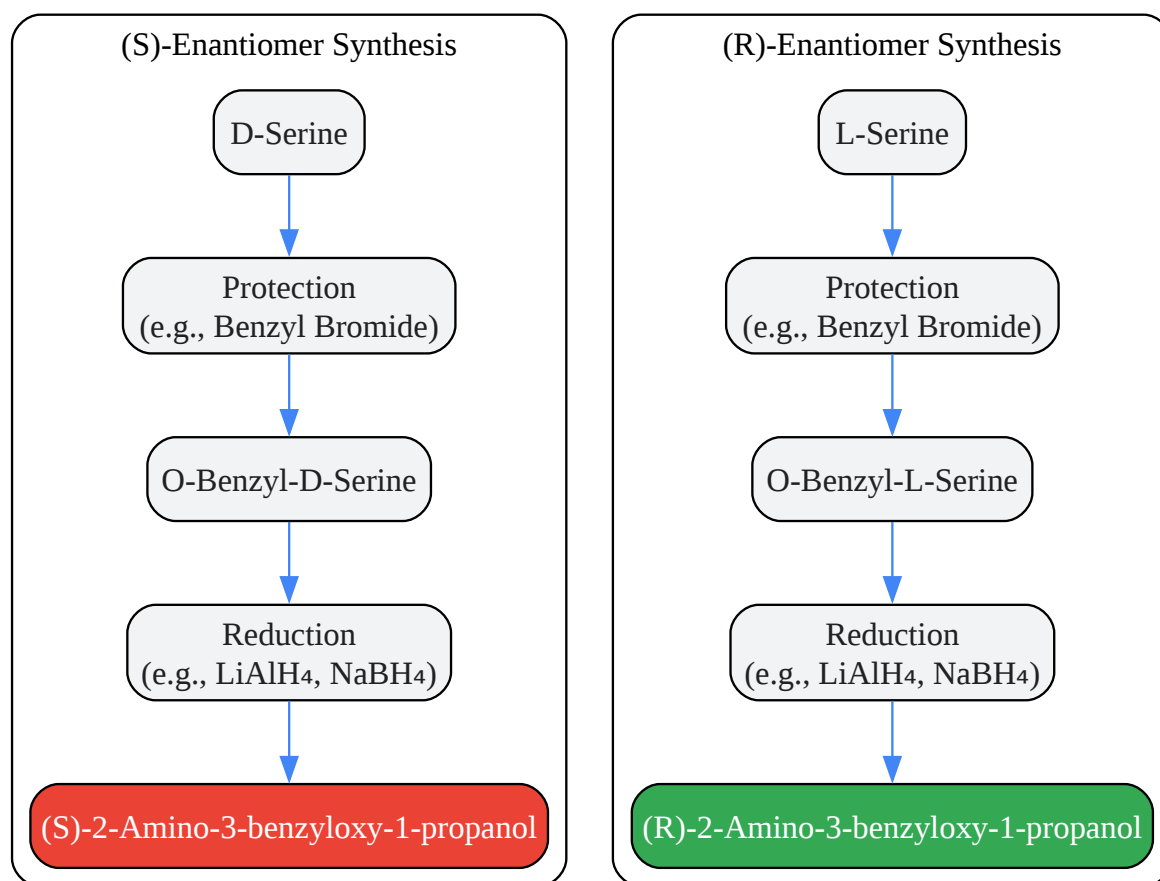 (S)-Enantiomer Synthesis
D-Serine
Protection
(e.g., Benzyl Bromide)
O-Benzyl-D-Serine
Reduction
(e.g., LiAlH₄, NaBH₄)
(S)-2-Amino-3-benzyloxy-1-propanol
(R)-Enantiomer Synthesis
L-Serine
Protection
(e.g., Benzyl Bromide)
O-Benzyl-L-Serine
Reduction
(e.g., LiAlH₄, NaBH₄)
(R)-2-Amino-3-benzyloxy-1-propanol